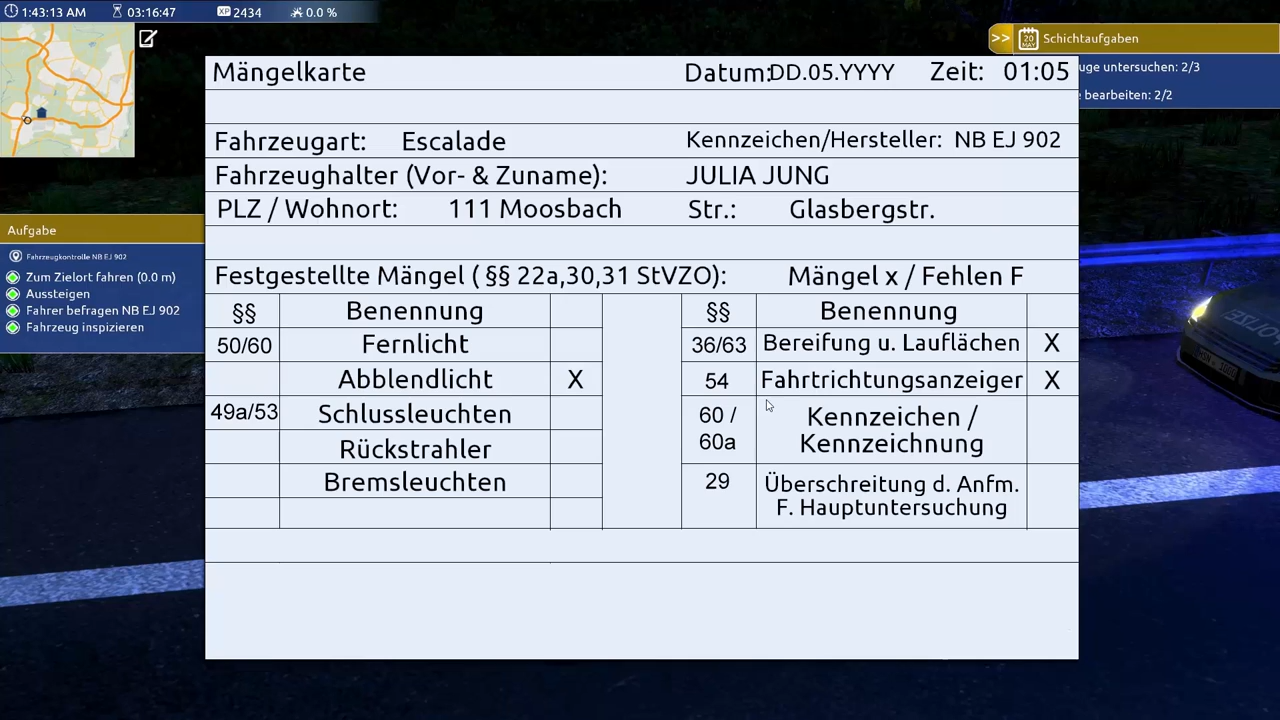 1:43:13 AM 03:16:47 XP 2434 0.0 %
>> 20 MAY Schichtaufgaben
uge untersuchen: 2/3
e bearbeiten: 2/2
Mängelkarte Datum: DD.05.YYYY Zeit: 01:05
Fahrzeugart: Escalade Kennzeichen/Hersteller: NB EJ 902
Fahrzeughalter (Vor- & Zuname): JULIA JUNG
PLZ / Wohnort: 111 Moosbach Str.: Glasbergstr.
Aufgabe
Fahrzeugkontrolle NB EJ 902
Zum Zielort fahren (0.0 m)
Aussteigen
Fahrer befragen NB EJ 902
Fahrzeug inspizieren
Festgestellte Mängel ( §§ 22a,30,31 StVZO): Mängel x / Fehlen F
§§ Benennung §§ Benennung
50/60 Fernlicht 36/63 Bereifung u. Lauflächen X
Abblendlicht X 54 Fahrtrichtungsanzeiger X
49a/53 Schlussleuchten 60 / 60a Kennzeichen /
Kennzeichnung
Rückstrahler
Bremsleuchten 29 Überschreitung d. Anfm.
F. Hauptuntersuchung